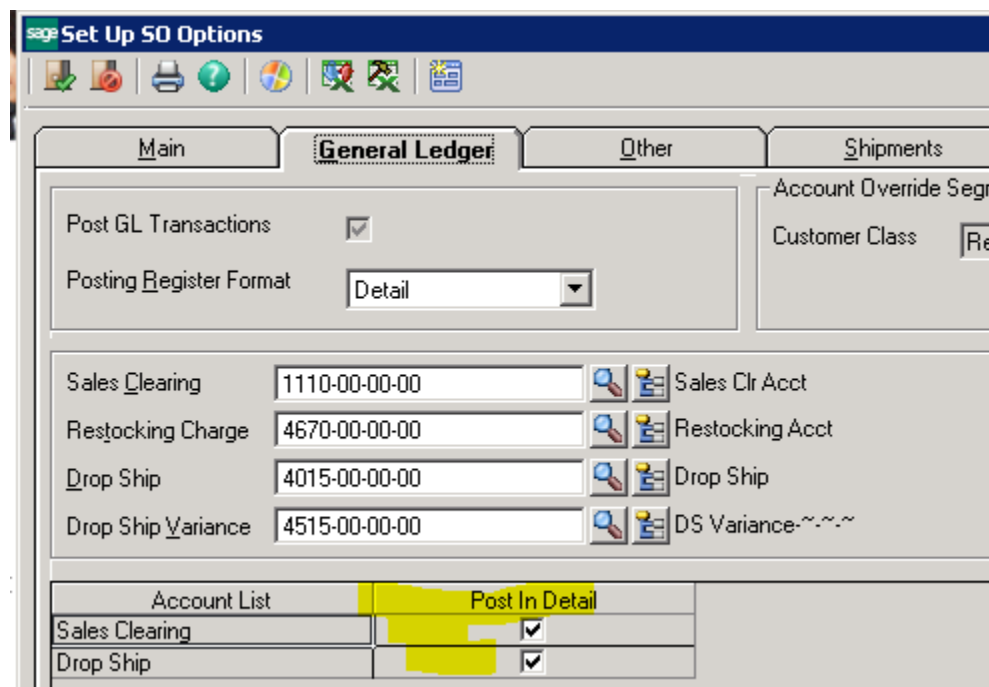 sage Set Up SO Options
Main General Ledger Other Shipments
Post GL Transactions
Posting Register Format Detail
Account Override Segr
Customer Class Re
Sales Clearing 1110-00-00-00 Sales Clr Acct
Restocking Charge 4670-00-00-00 Restocking Acct
Drop Ship 4015-00-00-00 Drop Ship
Drop Ship Variance 4515-00-00-00 DS Variance-~-~-~
Account List Post In Detail
Sales Clearing
Drop Ship